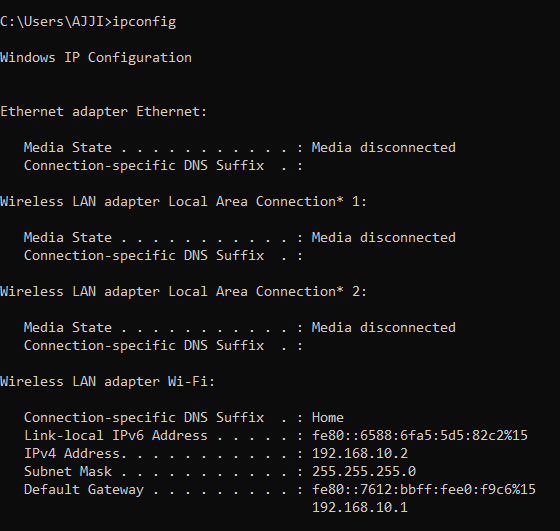 C:\Users\AJJI>ipconfig
Windows IP Configuration
Ethernet adapter Ethernet:
Media State . . . . . . . . . . . : Media disconnected
Connection-specific DNS Suffix  . :
Wireless LAN adapter Local Area Connection* 1:
Media State . . . . . . . . . . . : Media disconnected
Connection-specific DNS Suffix  . :
Wireless LAN adapter Local Area Connection* 2:
Media State . . . . . . . . . . . : Media disconnected
Connection-specific DNS Suffix  . :
Wireless LAN adapter Wi-Fi:
Connection-specific DNS Suffix  . : Home
Link-local IPv6 Address . . . . . : fe80::6588:6fa5:5d5:82c2%15
IPv4 Address. . . . . . . . . . . : 192.168.10.2
Subnet Mask . . . . . . . . . . . : 255.255.255.0
Default Gateway . . . . . . . . . : fe80::7612:bbff:fee0:f9c6%15
192.168.10.1